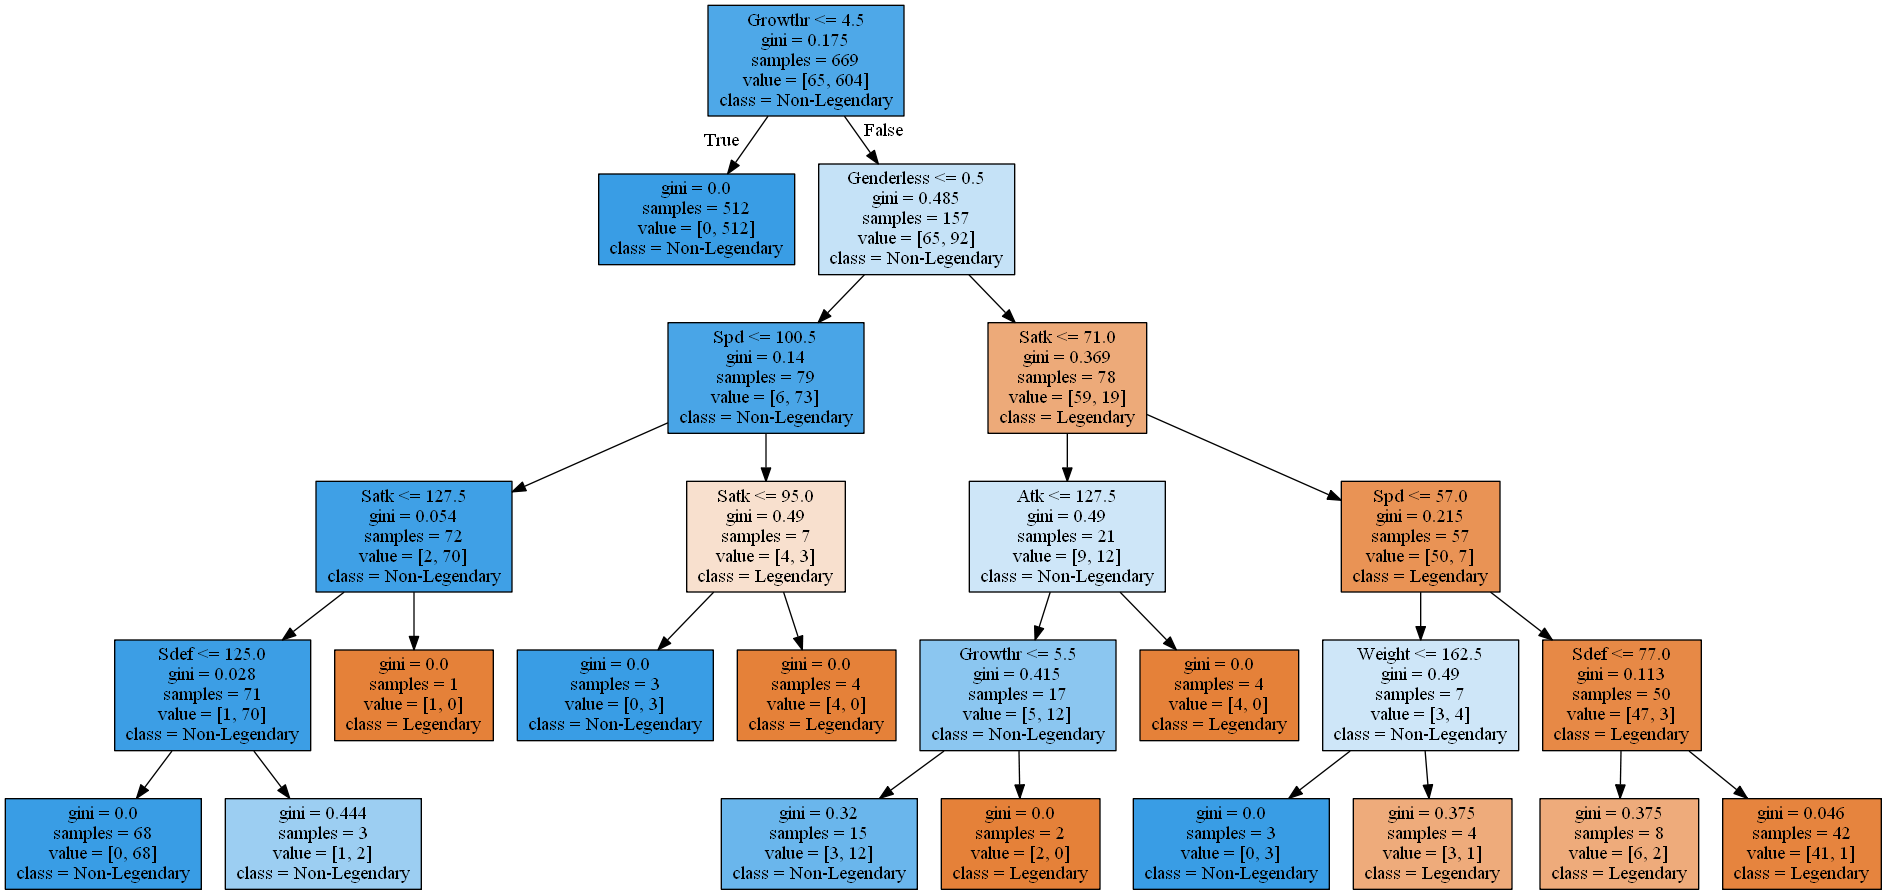 Growthr <= 4.5
gini = 0.175
samples = 669
value = [65, 604]
class = Non-Legendary
True
False
gini = 0.0
samples = 512
value = [0, 512]
class = Non-Legendary
Genderless <= 0.5
gini = 0.485
samples = 157
value = [65, 92]
class = Non-Legendary
Spd <= 100.5
gini = 0.14
samples = 79
value = [6, 73]
class = Non-Legendary
Satk <= 71.0
gini = 0.369
samples = 78
value = [59, 19]
class = Legendary
Satk <= 127.5
gini = 0.054
samples = 72
value = [2, 70]
class = Non-Legendary
Satk <= 95.0
gini = 0.49
samples = 7
value = [4, 3]
class = Legendary
Atk <= 127.5
gini = 0.49
samples = 21
value = [9, 12]
class = Non-Legendary
Spd <= 57.0
gini = 0.215
samples = 57
value = [50, 7]
class = Legendary
Sdef <= 125.0
gini = 0.028
samples = 71
value = [1, 70]
class = Non-Legendary
gini = 0.0
samples = 1
value = [1, 0]
class = Legendary
gini = 0.0
samples = 3
value = [0, 3]
class = Non-Legendary
gini = 0.0
samples = 4
value = [4, 0]
class = Legendary
Growthr <= 5.5
gini = 0.415
samples = 17
value = [5, 12]
class = Non-Legendary
gini = 0.0
samples = 4
value = [4, 0]
class = Legendary
Weight <= 162.5
gini = 0.49
samples = 7
value = [3, 4]
class = Non-Legendary
Sdef <= 77.0
gini = 0.113
samples = 50
value = [47, 3]
class = Legendary
gini = 0.0
samples = 68
value = [0, 68]
class = Non-Legendary
gini = 0.444
samples = 3
value = [1, 2]
class = Non-Legendary
gini = 0.32
samples = 15
value = [3, 12]
class = Non-Legendary
gini = 0.0
samples = 2
value = [2, 0]
class = Legendary
gini = 0.0
samples = 3
value = [0, 3]
class = Non-Legendary
gini = 0.375
samples = 4
value = [3, 1]
class = Legendary
gini = 0.375
samples = 8
value = [6, 2]
class = Legendary
gini = 0.046
samples = 42
value = [41, 1]
class = Legendary